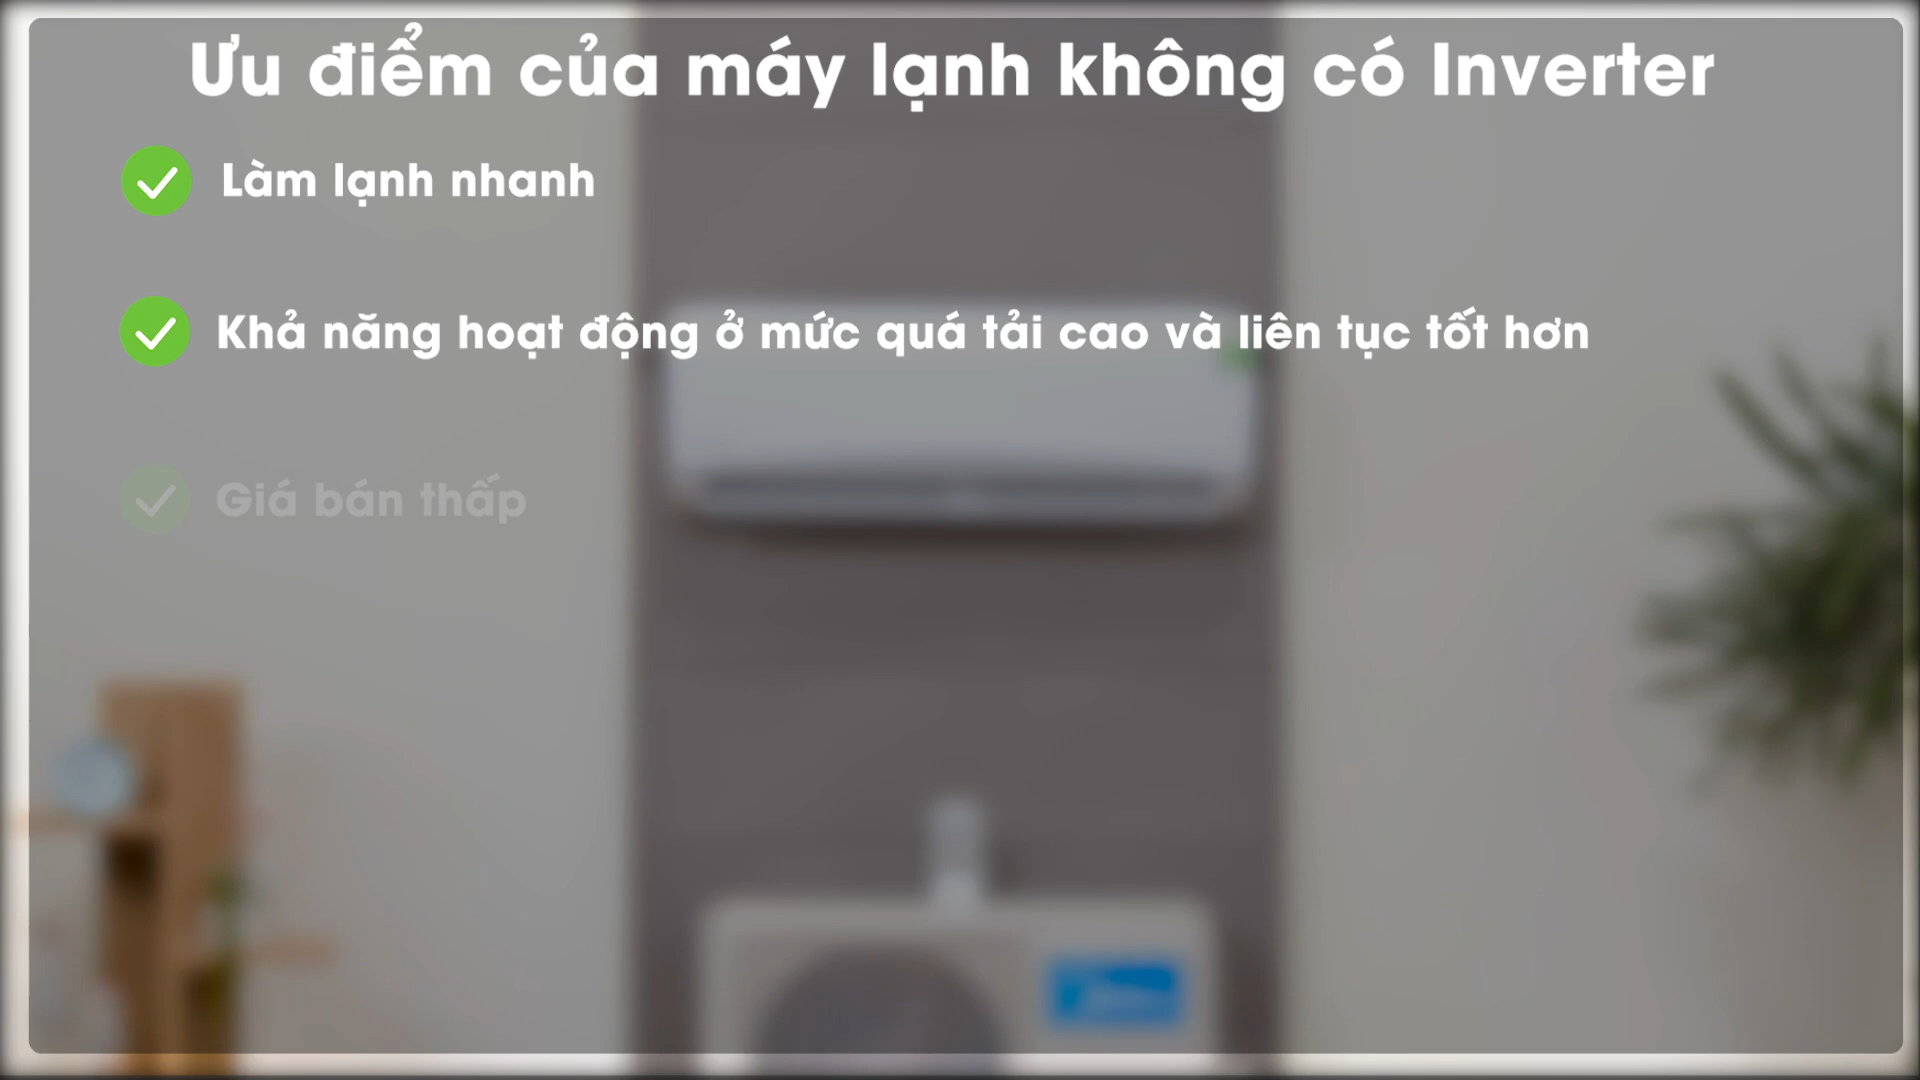 Ưu điểm của máy lạnh không có Inverter
Làm lạnh nhanh
Khả năng hoạt động ở mức quá tải cao và liên tục tốt hơn
Giá bán thấp